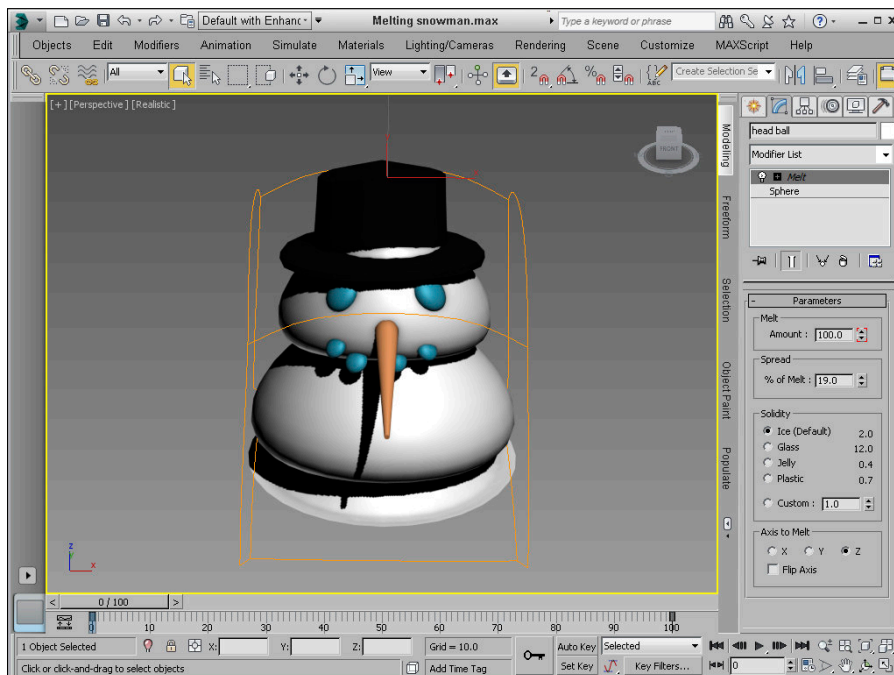 Default with Enhanc
Melting snowman.max
Type a keyword or phrase
Objects Edit Modifiers Animation Simulate Materials Lighting/Cameras Rendering Scene Customize MAXScript Help
All View 2 % ABC Create Selection Se
[+] [Perspective] [Realistic]
FRONT
Modeling
Freeform
Selection
Object Paint
Populate
head ball
Modifier List
Melt
Sphere
- Parameters
Melt
Amount : 100.0
Spread
% of Melt : 19.0
Solidity
Ice (Default) 2.0
Glass 12.0
Jelly 0.4
Plastic 0.7
Custom : 1.0
Axis to Melt
X Y Z
Flip Axis
z
x
< 0 / 100 >
0 10 20 30 40 50 60 70 80 90 100
1 Object Selected X: Y: Z: Grid = 10.0 Auto Key Selected
Click or click-and-drag to select objects Add Time Tag Set Key Key Filters... 0